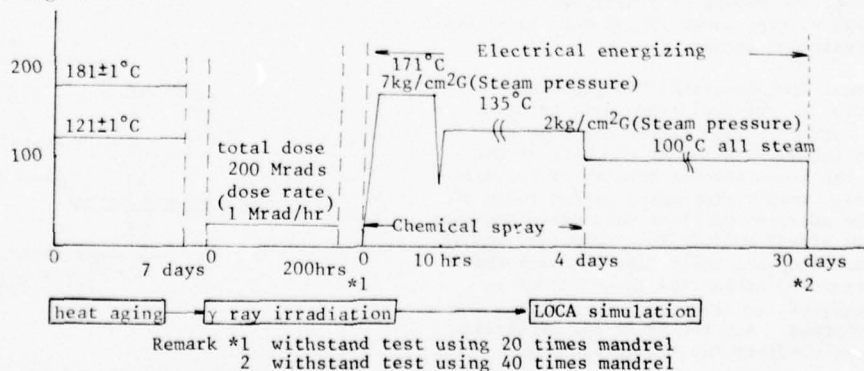 200
100
0
181±1°C
121±1°C
total dose
200 Mrads
dose rate
(1 Mrad/hr)
Electrical energizing
171°C
7kg/cm2G(Steam pressure)
135°C
2kg/cm2G(Steam pressure)
100°C all steam
Chemical spray
0
7 days
200hrs
*1
0
10 hrs
4 days
30 days
*2
heat aging
γ ray irradiation
LOCA simulation
Remark *1 withstand test using 20 times mandrel
2 withstand test using 40 times mandrel